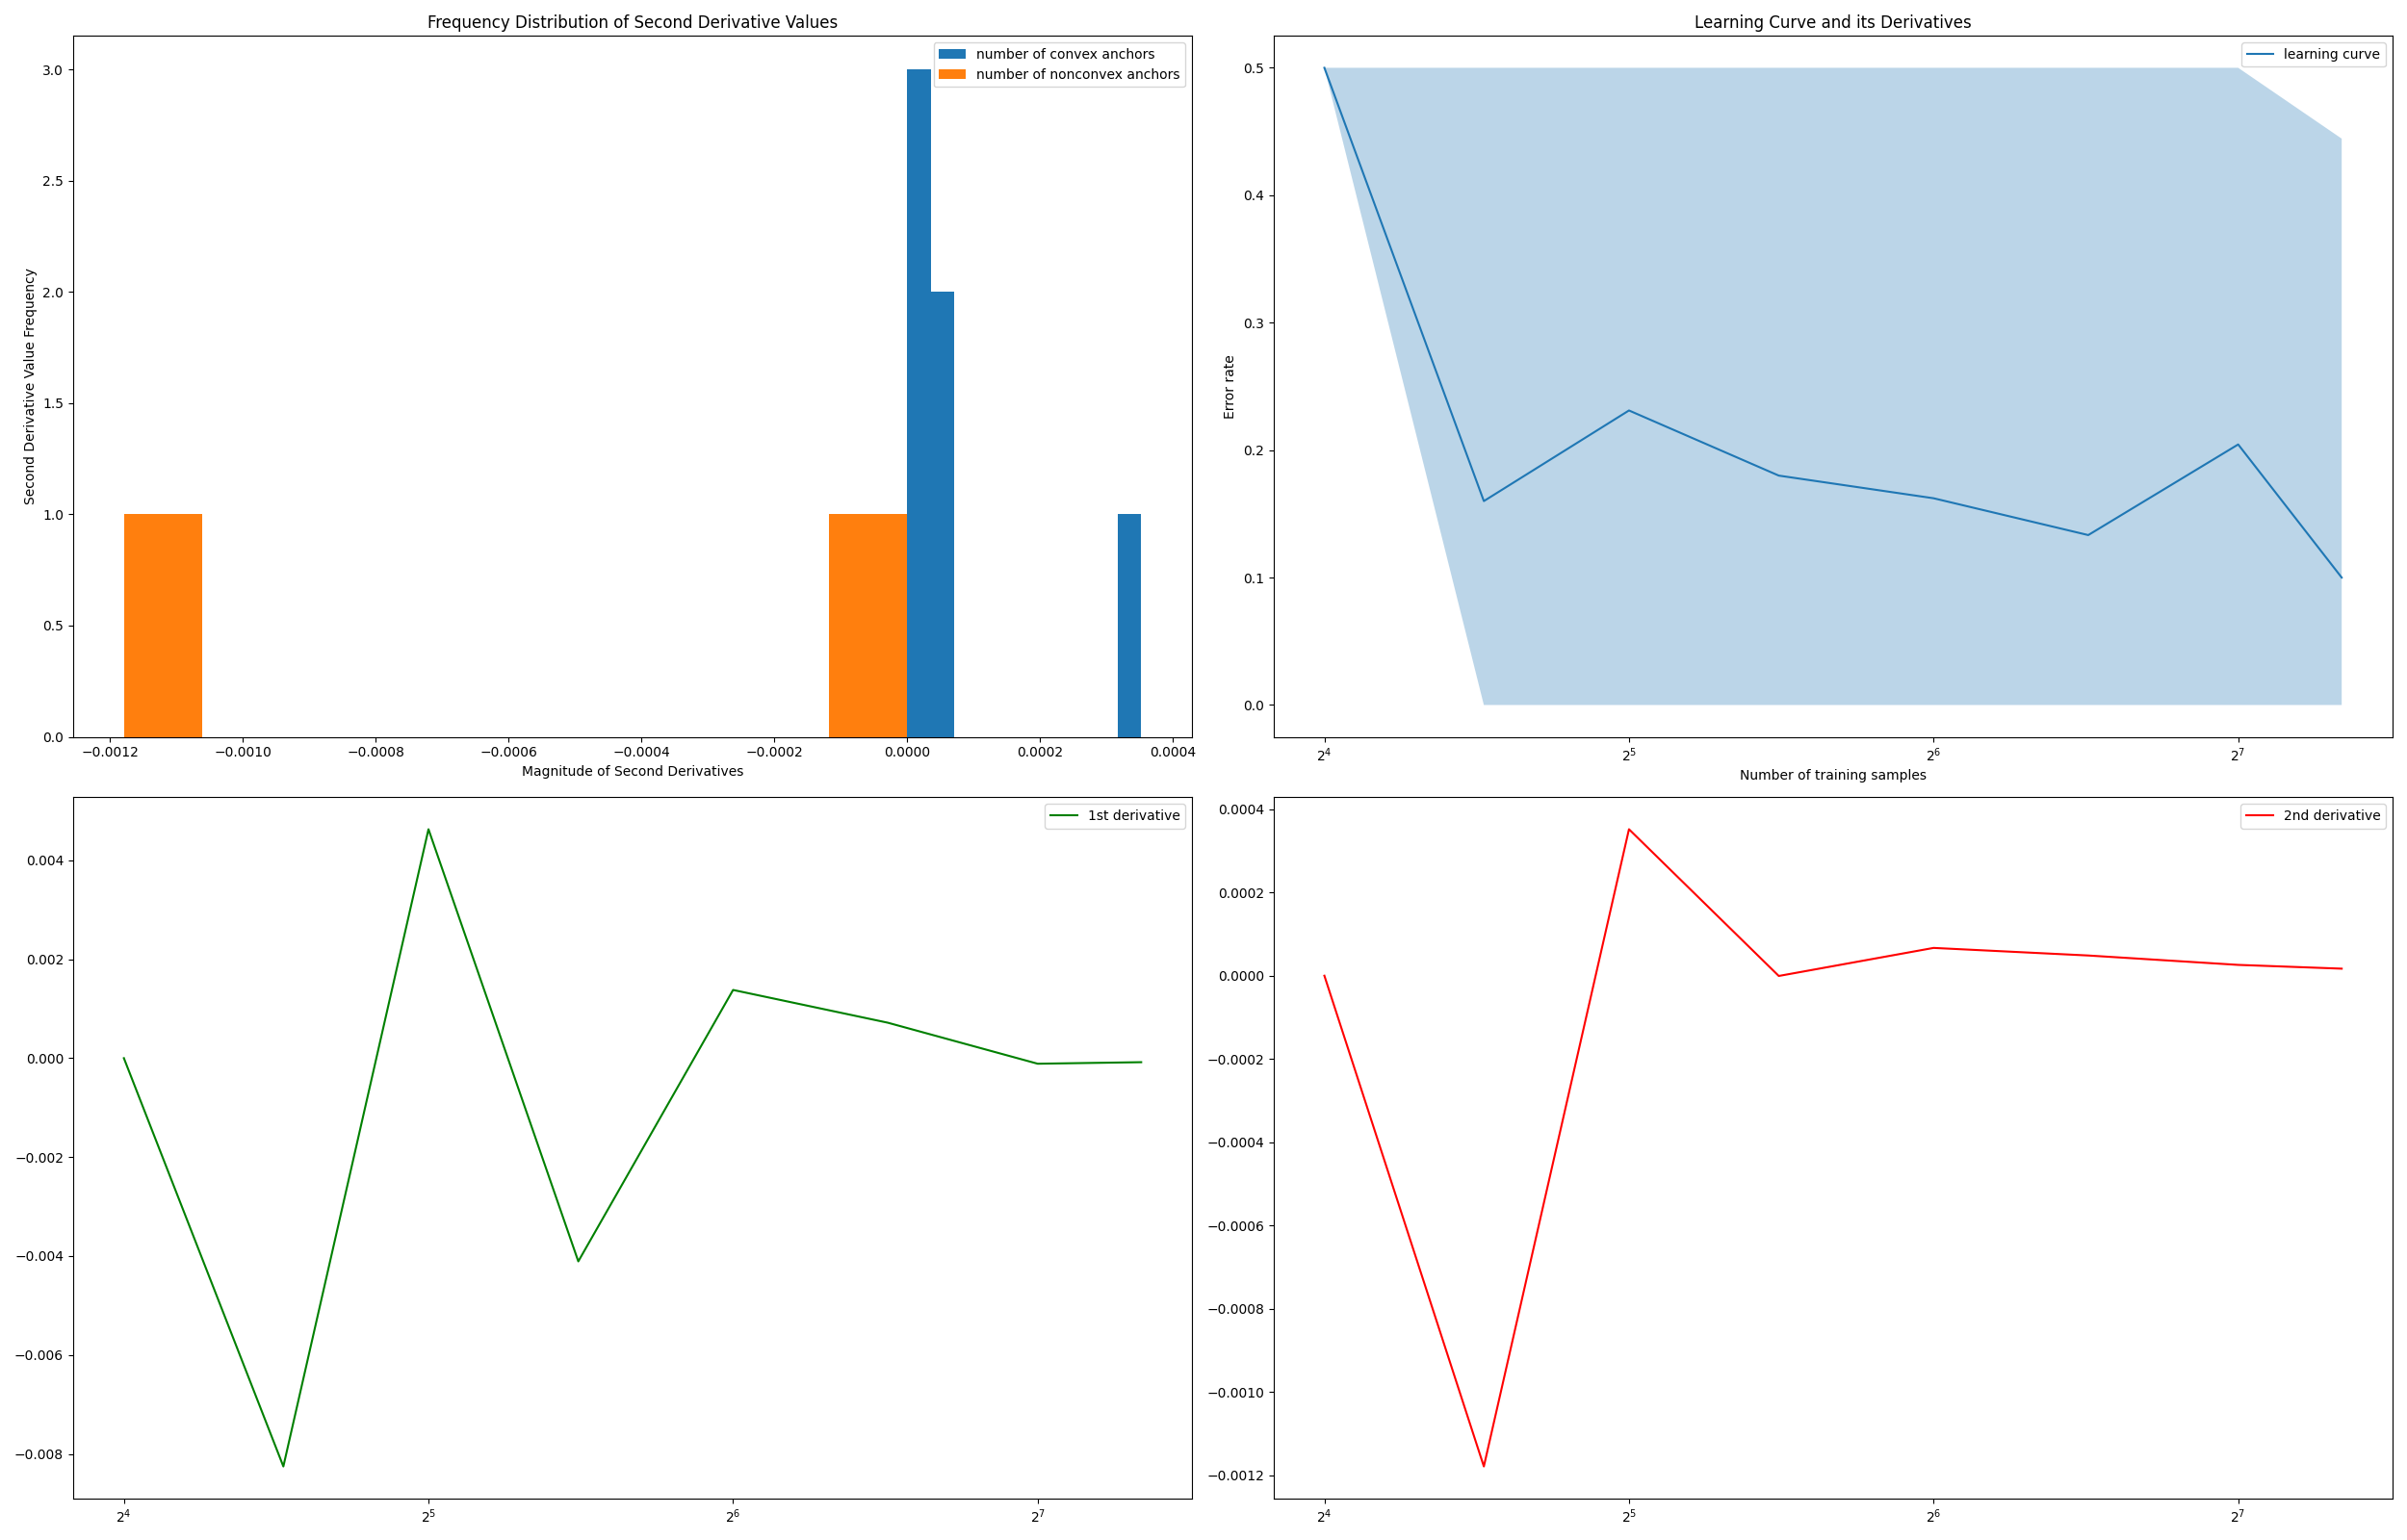 Frequency Distribution of Second Derivative Values
number of convex anchors
number of nonconvex anchors
3.0
2.5
2.0
1.5
1.0
0.5
0.0
Second Derivative Value Frequency
−0.0012 −0.0010 −0.0008 −0.0006 −0.0004 −0.0002 0.0000 0.0002 0.0004
Magnitude of Second Derivatives
Learning Curve and its Derivatives
learning curve
0.5
0.4
0.3
0.2
0.1
0.0
Error rate
2⁴ 2⁵ 2⁶ 2⁷
Number of training samples
1st derivative
0.004
0.002
0.000
−0.002
−0.004
−0.006
−0.008
2⁴ 2⁵ 2⁶ 2⁷
2nd derivative
0.0004
0.0002
0.0000
−0.0002
−0.0004
−0.0006
−0.0008
−0.0010
−0.0012
2⁴ 2⁵ 2⁶ 2⁷